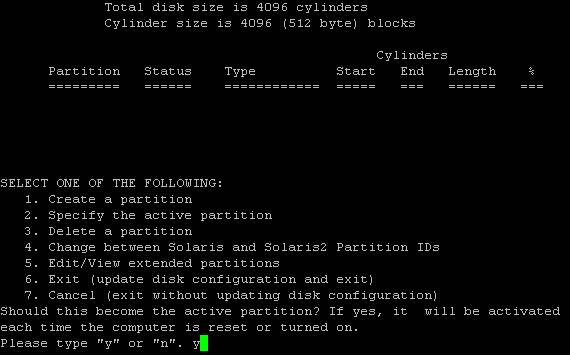 Total disk size is 4096 cylinders
Cylinder size is 4096 (512 byte) blocks
Cylinders
Partition Status Type Start End Length %
========= ====== ============ ===== === ====== ===
SELECT ONE OF THE FOLLOWING:
1. Create a partition
2. Specify the active partition
3. Delete a partition
4. Change between Solaris and Solaris2 Partition IDs
5. Edit/View extended partitions
6. Exit (update disk configuration and exit)
7. Cancel (exit without updating disk configuration)
Should this become the active partition? If yes, it  will be activated
each time the computer is reset or turned on.
Please type "y" or "n". y